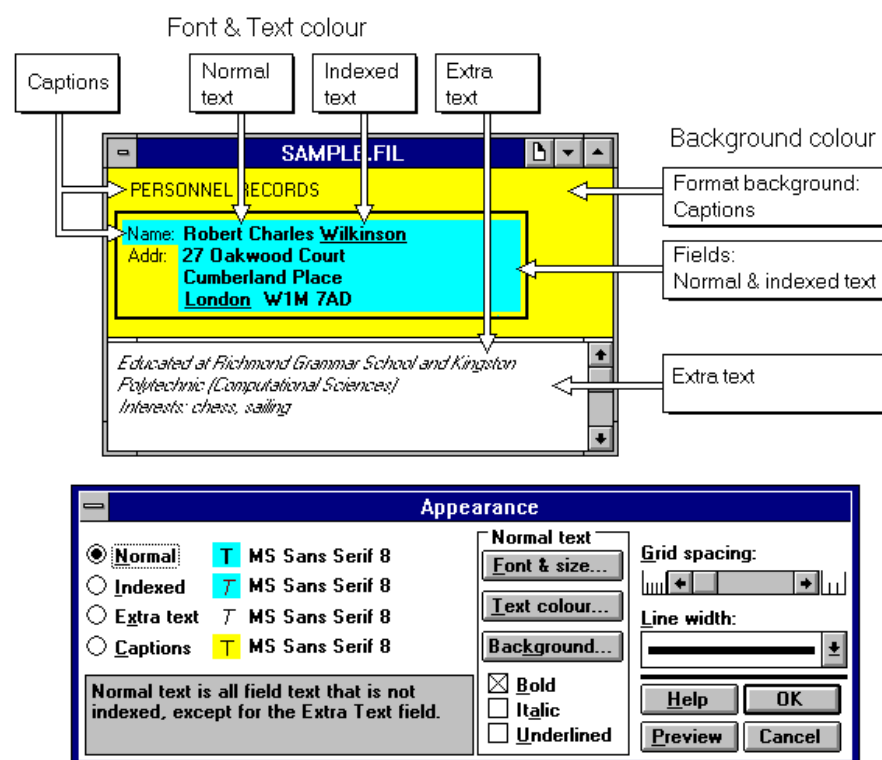 Font & Text colour
Captions
Normal text
Indexed text
Extra text
SAMPLE.FIL
Background colour
PERSONNEL RECORDS
Format background:
Captions
Name: Robert Charles Wilkinson
Addr: 27 Oakwood Court
Cumberland Place
London W1M 7AD
Fields:
Normal & indexed text
Educated at Richmond Grammar School and Kingston
Polytechnic (Computational Sciences)
Interests: chess, sailing
Extra text
Appearance
Normal T MS Sans Serif 8
Indexed T MS Sans Serif 8
Extra text T MS Sans Serif 8
Captions T MS Sans Serif 8
Normal text is all field text that is not
indexed, except for the Extra Text field.
Normal text
Font & size...
Text colour...
Background...
Bold
Italic
Underlined
Grid spacing:
Line width:
Help OK
Preview Cancel